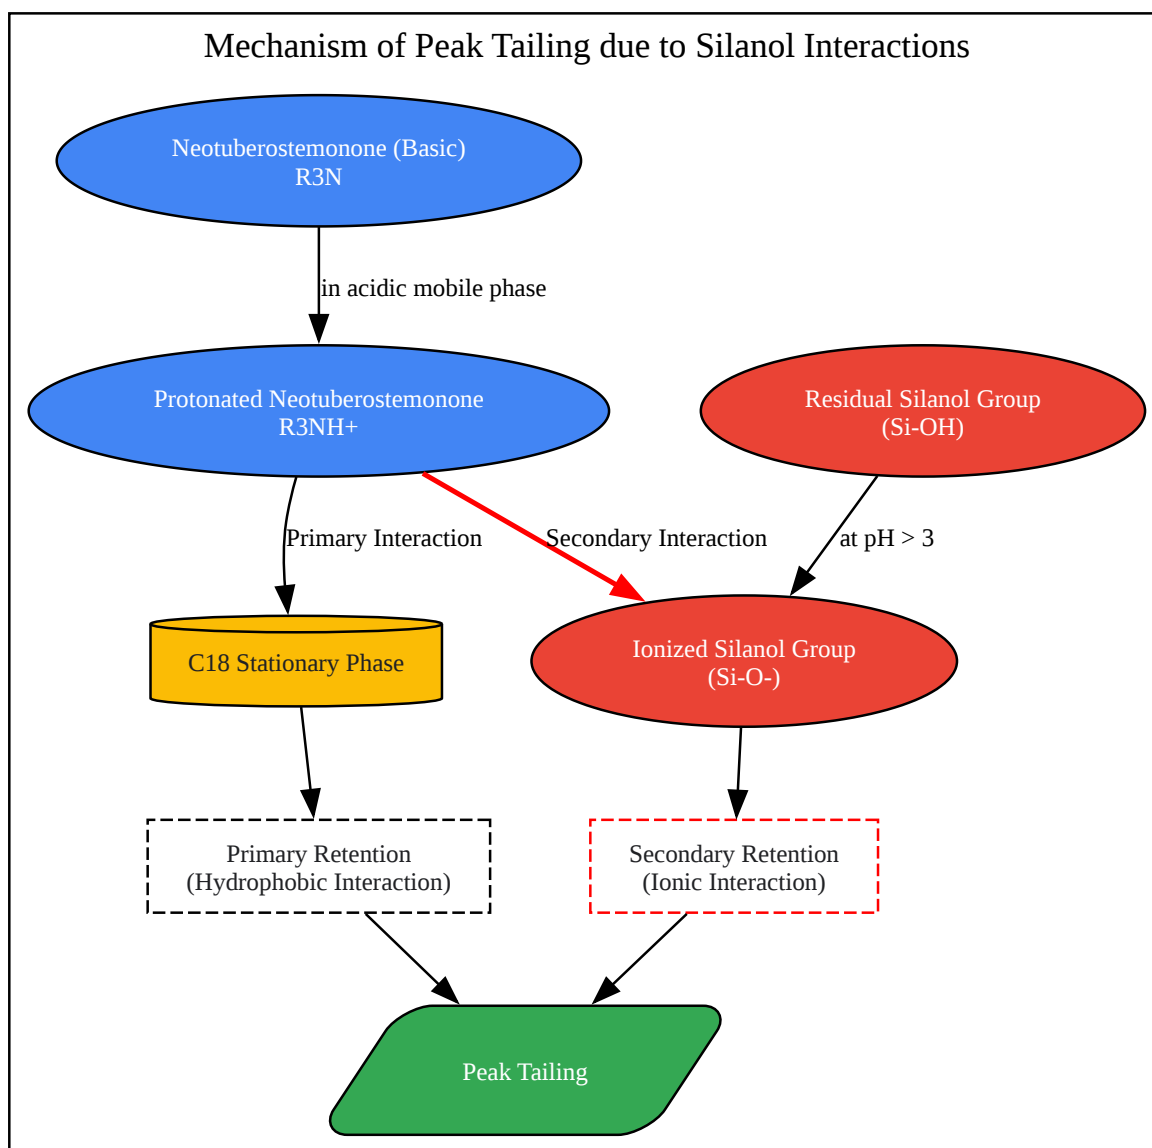 Mechanism of Peak Tailing due to Silanol Interactions
Neotuberostemonone (Basic)
R3N
in acidic mobile phase
Protonated Neotuberostemonone
R3NH+
Residual Silanol Group
(Si-OH)
Primary Interaction
Secondary Interaction
at pH > 3
C18 Stationary Phase
Ionized Silanol Group
(Si-O-)
Primary Retention
(Hydrophobic Interaction)
Secondary Retention
(Ionic Interaction)
Peak Tailing